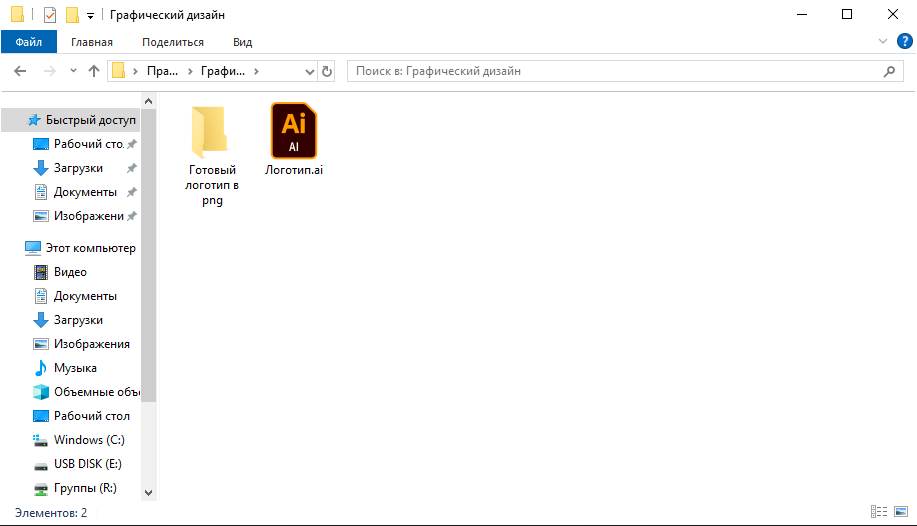 Графический дизайн
Файл
Главная
Поделиться
Вид
Пра...
Графи...
Поиск в: Графический дизайн
Быстрый доступ
Рабочий сто.
Загрузки
Документы
Изображени
Этот компьютер
Видео
Документы
Загрузки
Изображения
Музыка
Объемные объ
Рабочий стол
Windows (C:)
USB DISK (E:)
Группы (R:)
Готовый
логотип в
png
Ai
AI
Логотип.ai
Элементов: 2